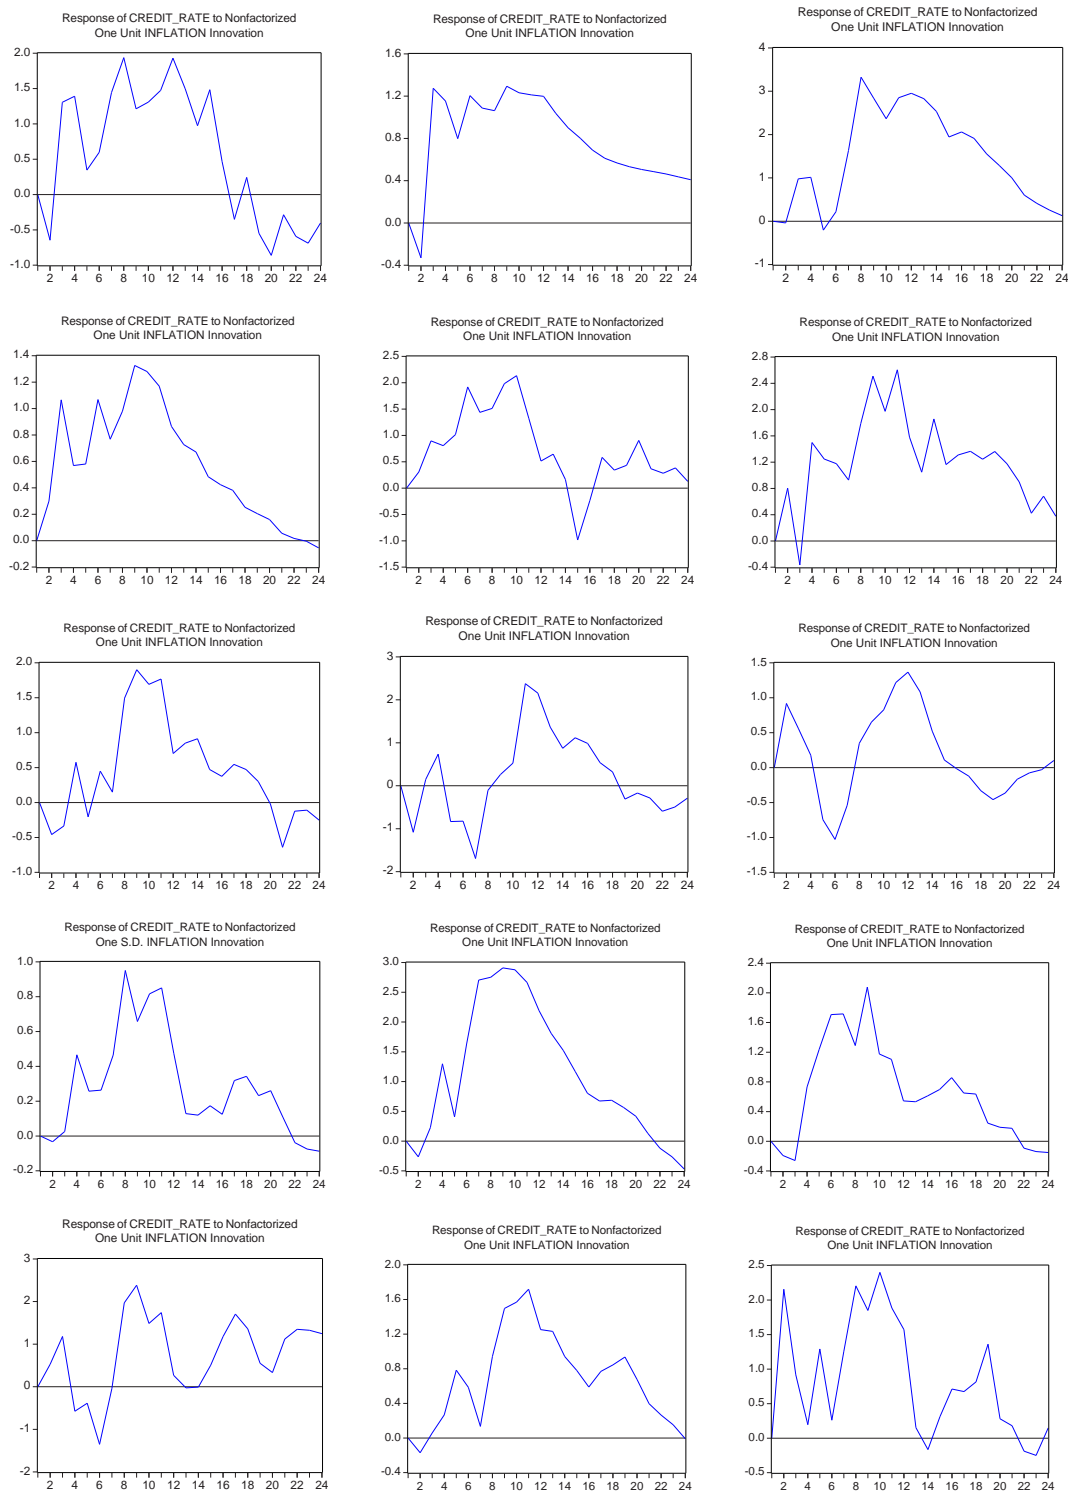 Response of CREDIT_RATE to Nonfactorized
One Unit INFLATION Innovation
2.0
1.5
1.0
0.5
0.0
-0.5
-1.0
2 4 6 8 10 12 14 16 18 20 22 24
Response of CREDIT_RATE to Nonfactorized
One Unit INFLATION Innovation
1.6
1.2
0.8
0.4
0.0
-0.4
2 4 6 8 10 12 14 16 18 20 22 24
Response of CREDIT_RATE to Nonfactorized
One Unit INFLATION Innovation
4
3
2
1
0
-1
2 4 6 8 10 12 14 16 18 20 22 24
Response of CREDIT_RATE to Nonfactorized
One Unit INFLATION Innovation
1.4
1.2
1.0
0.8
0.6
0.4
0.2
0.0
-0.2
2 4 6 8 10 12 14 16 18 20 22 24
Response of CREDIT_RATE to Nonfactorized
One Unit INFLATION Innovation
2.5
2.0
1.5
1.0
0.5
0.0
-0.5
-1.0
-1.5
2 4 6 8 10 12 14 16 18 20 22 24
Response of CREDIT_RATE to Nonfactorized
One Unit INFLATION Innovation
2.8
2.4
2.0
1.6
1.2
0.8
0.4
0.0
-0.4
2 4 6 8 10 12 14 16 18 20 22 24
Response of CREDIT_RATE to Nonfactorized
One Unit INFLATION Innovation
2.0
1.5
1.0
0.5
0.0
-0.5
-1.0
2 4 6 8 10 12 14 16 18 20 22 24
Response of CREDIT_RATE to Nonfactorized
One Unit INFLATION Innovation
3
2
1
0
-1
-2
2 4 6 8 10 12 14 16 18 20 22 24
Response of CREDIT_RATE to Nonfactorized
One Unit INFLATION Innovation
1.5
1.0
0.5
0.0
-0.5
-1.0
-1.5
2 4 6 8 10 12 14 16 18 20 22 24
Response of CREDIT_RATE to Nonfactorized
One S.D. INFLATION Innovation
1.0
0.8
0.6
0.4
0.2
0.0
-0.2
2 4 6 8 10 12 14 16 18 20 22 24
Response of CREDIT_RATE to Nonfactorized
One Unit INFLATION Innovation
3.0
2.5
2.0
1.5
1.0
0.5
0.0
-0.5
2 4 6 8 10 12 14 16 18 20 22 24
Response of CREDIT_RATE to Nonfactorized
One Unit INFLATION Innovation
2.4
2.0
1.6
1.2
0.8
0.4
0.0
-0.4
2 4 6 8 10 12 14 16 18 20 22 24
Response of CREDIT_RATE to Nonfactorized
One Unit INFLATION Innovation
3
2
1
0
-1
-2
2 4 6 8 10 12 14 16 18 20 22 24
Response of CREDIT_RATE to Nonfactorized
One Unit INFLATION Innovation
2.0
1.6
1.2
0.8
0.4
0.0
-0.4
2 4 6 8 10 12 14 16 18 20 22 24
Response of CREDIT_RATE to Nonfactorized
One Unit INFLATION Innovation
2.5
2.0
1.5
1.0
0.5
0.0
-0.5
2 4 6 8 10 12 14 16 18 20 22 24